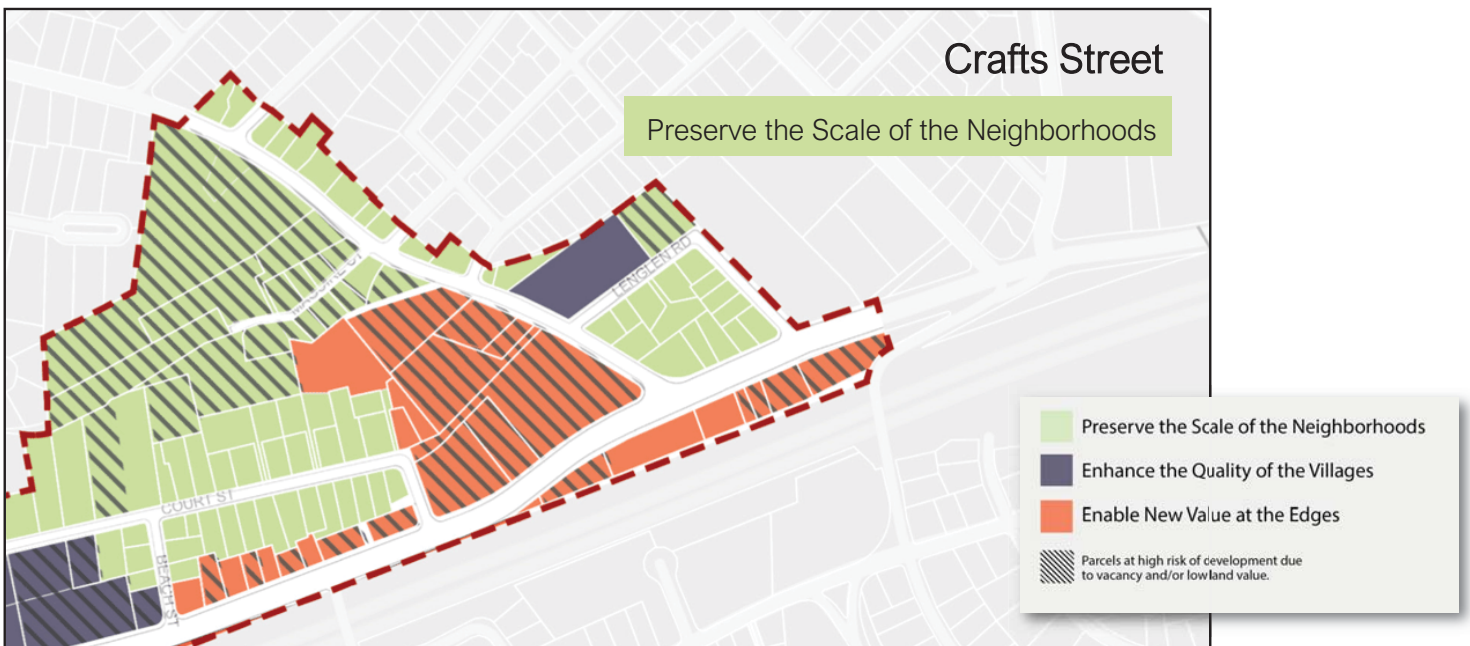 Crafts Street
Preserve the Scale of the Neighborhoods
LENGLEN RD
COURT ST
BEACH ST
Preserve the Scale of the Neighborhoods
Enhance the Quality of the Villages
Enable New Value at the Edges
Parcels at high risk of development due
to vacancy and/or low land value.